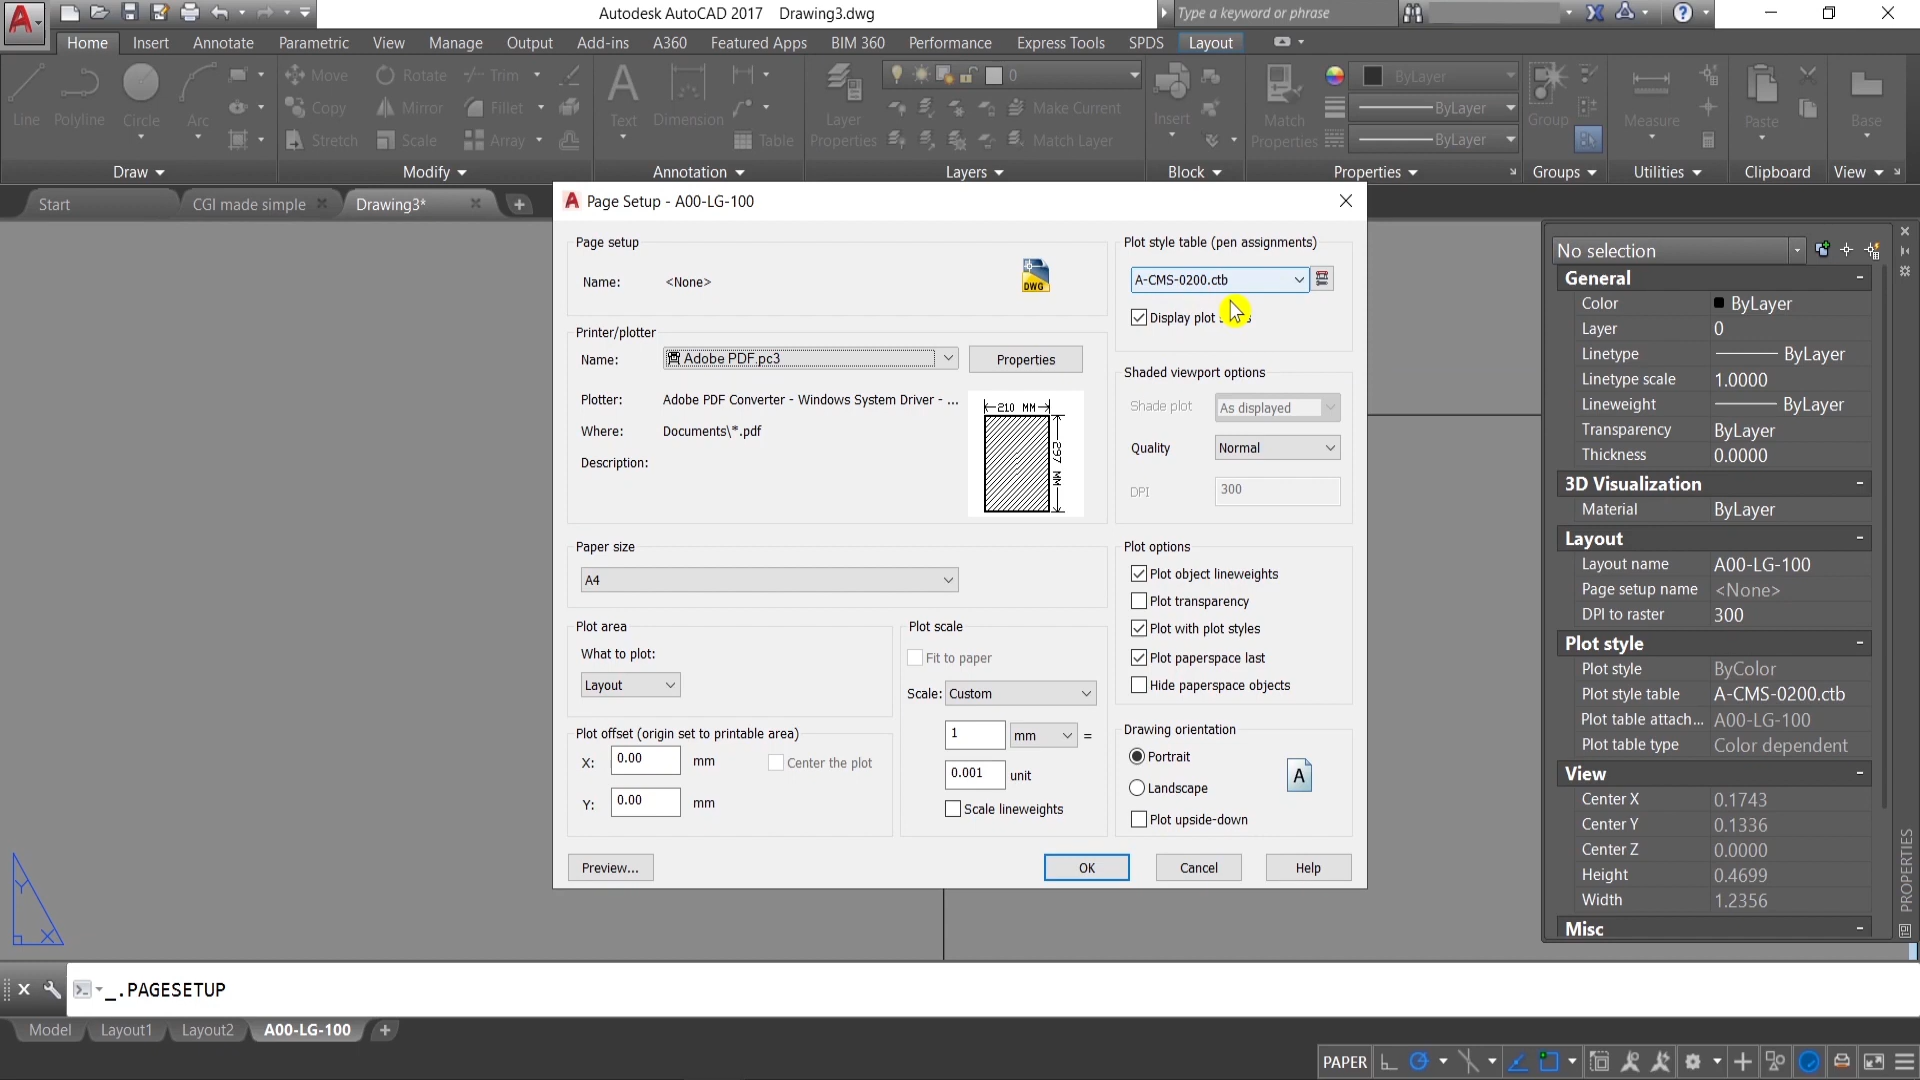 Autodesk AutoCAD 2017 Drawing3.dwg
Type a keyword or phrase
Home Insert Annotate Parametric View Manage Output Add-ins A360 Featured Apps BIM 360 Performance Express Tools SPDS Layout
Line Polyline Circle Arc
Move Rotate Trim
Copy Mirror Fillet
Stretch Scale Array
Text Dimension Table
Layer Properties
0
Make Current
Match Layer
Insert
Match Properties
ByLayer
ByLayer
ByLayer
Group Measure Paste Base
Draw Modify Annotation Layers Block Properties Groups Utilities Clipboard View
Start CGI made simple Drawing3*
Page Setup - A00-LG-100
Page setup
Name: <None>
DWG
Printer/plotter
Name: Adobe PDF.pc3 Properties
Plotter: Adobe PDF Converter - Windows System Driver - ...
Where: Documents\*.pdf
Description:
210 MM
297 MM
Paper size
A4
Plot area
What to plot:
Layout
Plot offset (origin set to printable area)
X: 0.00 mm Center the plot
Y: 0.00 mm
Plot scale
Fit to paper
Scale: Custom
1 mm =
0.001 unit
Scale lineweights
Plot style table (pen assignments)
A-CMS-0200.ctb
Display plot
Shaded viewport options
Shade plot As displayed
Quality Normal
DPI 300
Plot options
Plot object lineweights
Plot transparency
Plot with plot styles
Plot paperspace last
Hide paperspace objects
Drawing orientation
Portrait
Landscape
Plot upside-down
A
Preview... OK Cancel Help
No selection
General
Color ByLayer
Layer 0
Linetype ByLayer
Linetype scale 1.0000
Lineweight ByLayer
Transparency ByLayer
Thickness 0.0000
3D Visualization
Material ByLayer
Layout
Layout name A00-LG-100
Page setup name <None>
DPI to raster 300
Plot style
Plot style ByColor
Plot style table A-CMS-0200.ctb
Plot table attach... A00-LG-100
Plot table type Color dependent
View
Center X 0.1743
Center Y 0.1336
Center Z 0.0000
Height 0.4699
Width 1.2356
Misc
PROPERTIES
Y
X
_.PAGESETUP
Model Layout1 Layout2 A00-LG-100
PAPER